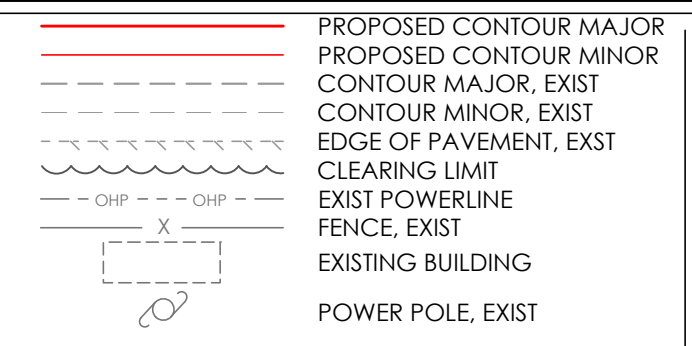 PROPOSED CONTOUR MAJOR
PROPOSED CONTOUR MINOR
CONTOUR MAJOR, EXIST
CONTOUR MINOR, EXIST
EDGE OF PAVEMENT, EXST
CLEARING LIMIT
OHP OHP EXIST POWERLINE
X FENCE, EXIST
EXISTING BUILDING
POWER POLE, EXIST